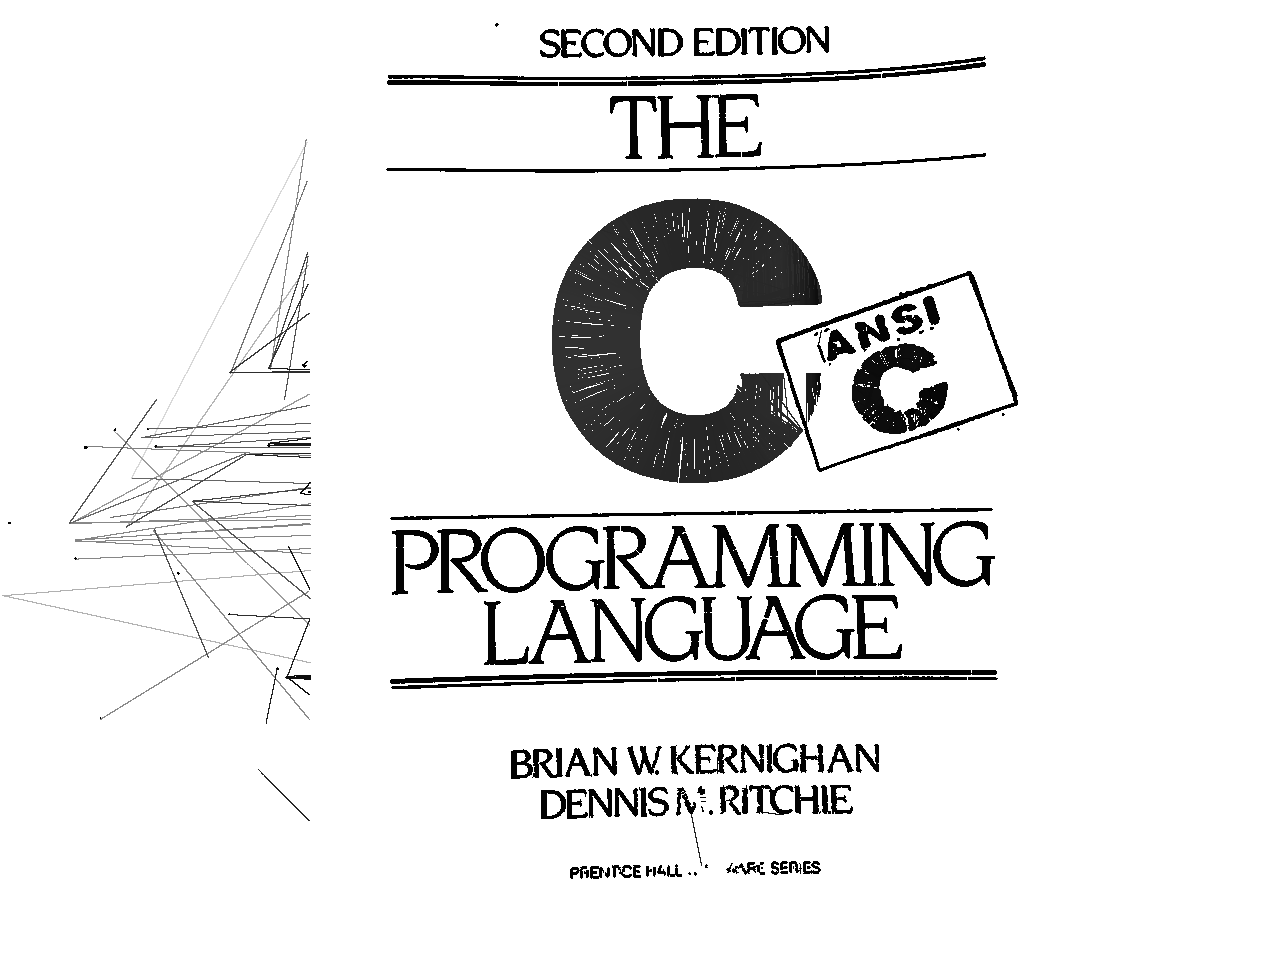 SECOND EDITION
THE
C
ANSI
C
PROGRAMMING
LANGUAGE
BRIAN W. KERNIGHAN
DENNIS M. RITCHIE
PRENTICE HALL SERIES